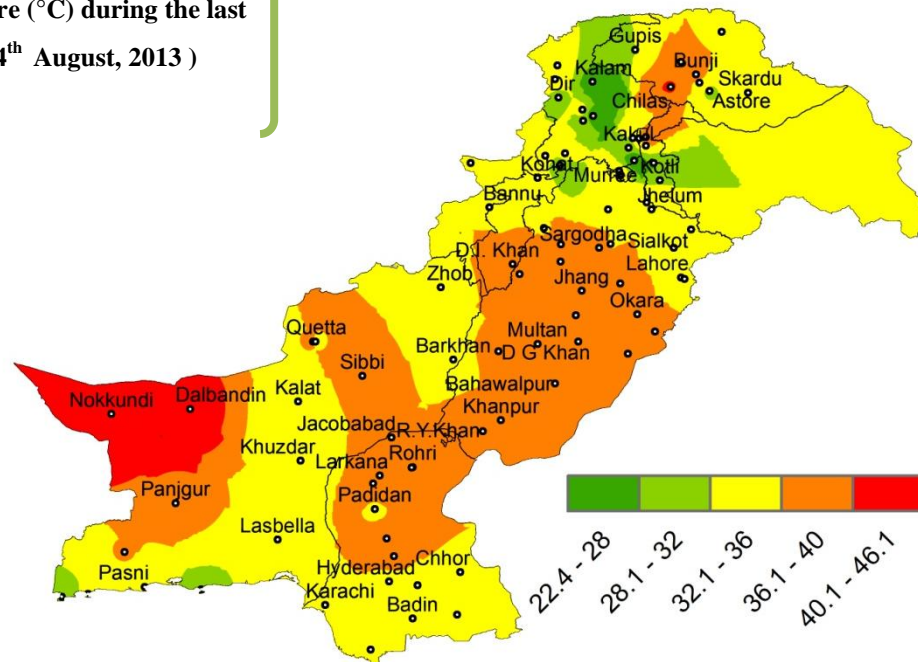 re (°C) during the last
4th August, 2013 )
Gupis
Bunji
Kalam
Skardu
Dir
Astore
Chilas
Kakul
Kohat
Kotli
Murree
Bannu
Jhelum
Sargodha
Sialkot
D.I. Khan
Lahore
Zhob
Jhang
Okara
Quetta
Multan
Barkhan
D G Khan
Sibbi
Bahawalpur
Kalat
Dalbandin
Nokkundi
Khanpur
Jacobabad
R.Y.Khan
Khuzdar
Rohri
Larkana
Panjgur
Padidan
Lasbella
Chhor
Pasni
Hyderabad
Karachi
Badin
22.4 - 28
28.1 - 32
32.1 - 36
36.1 - 40
40.1 - 46.1